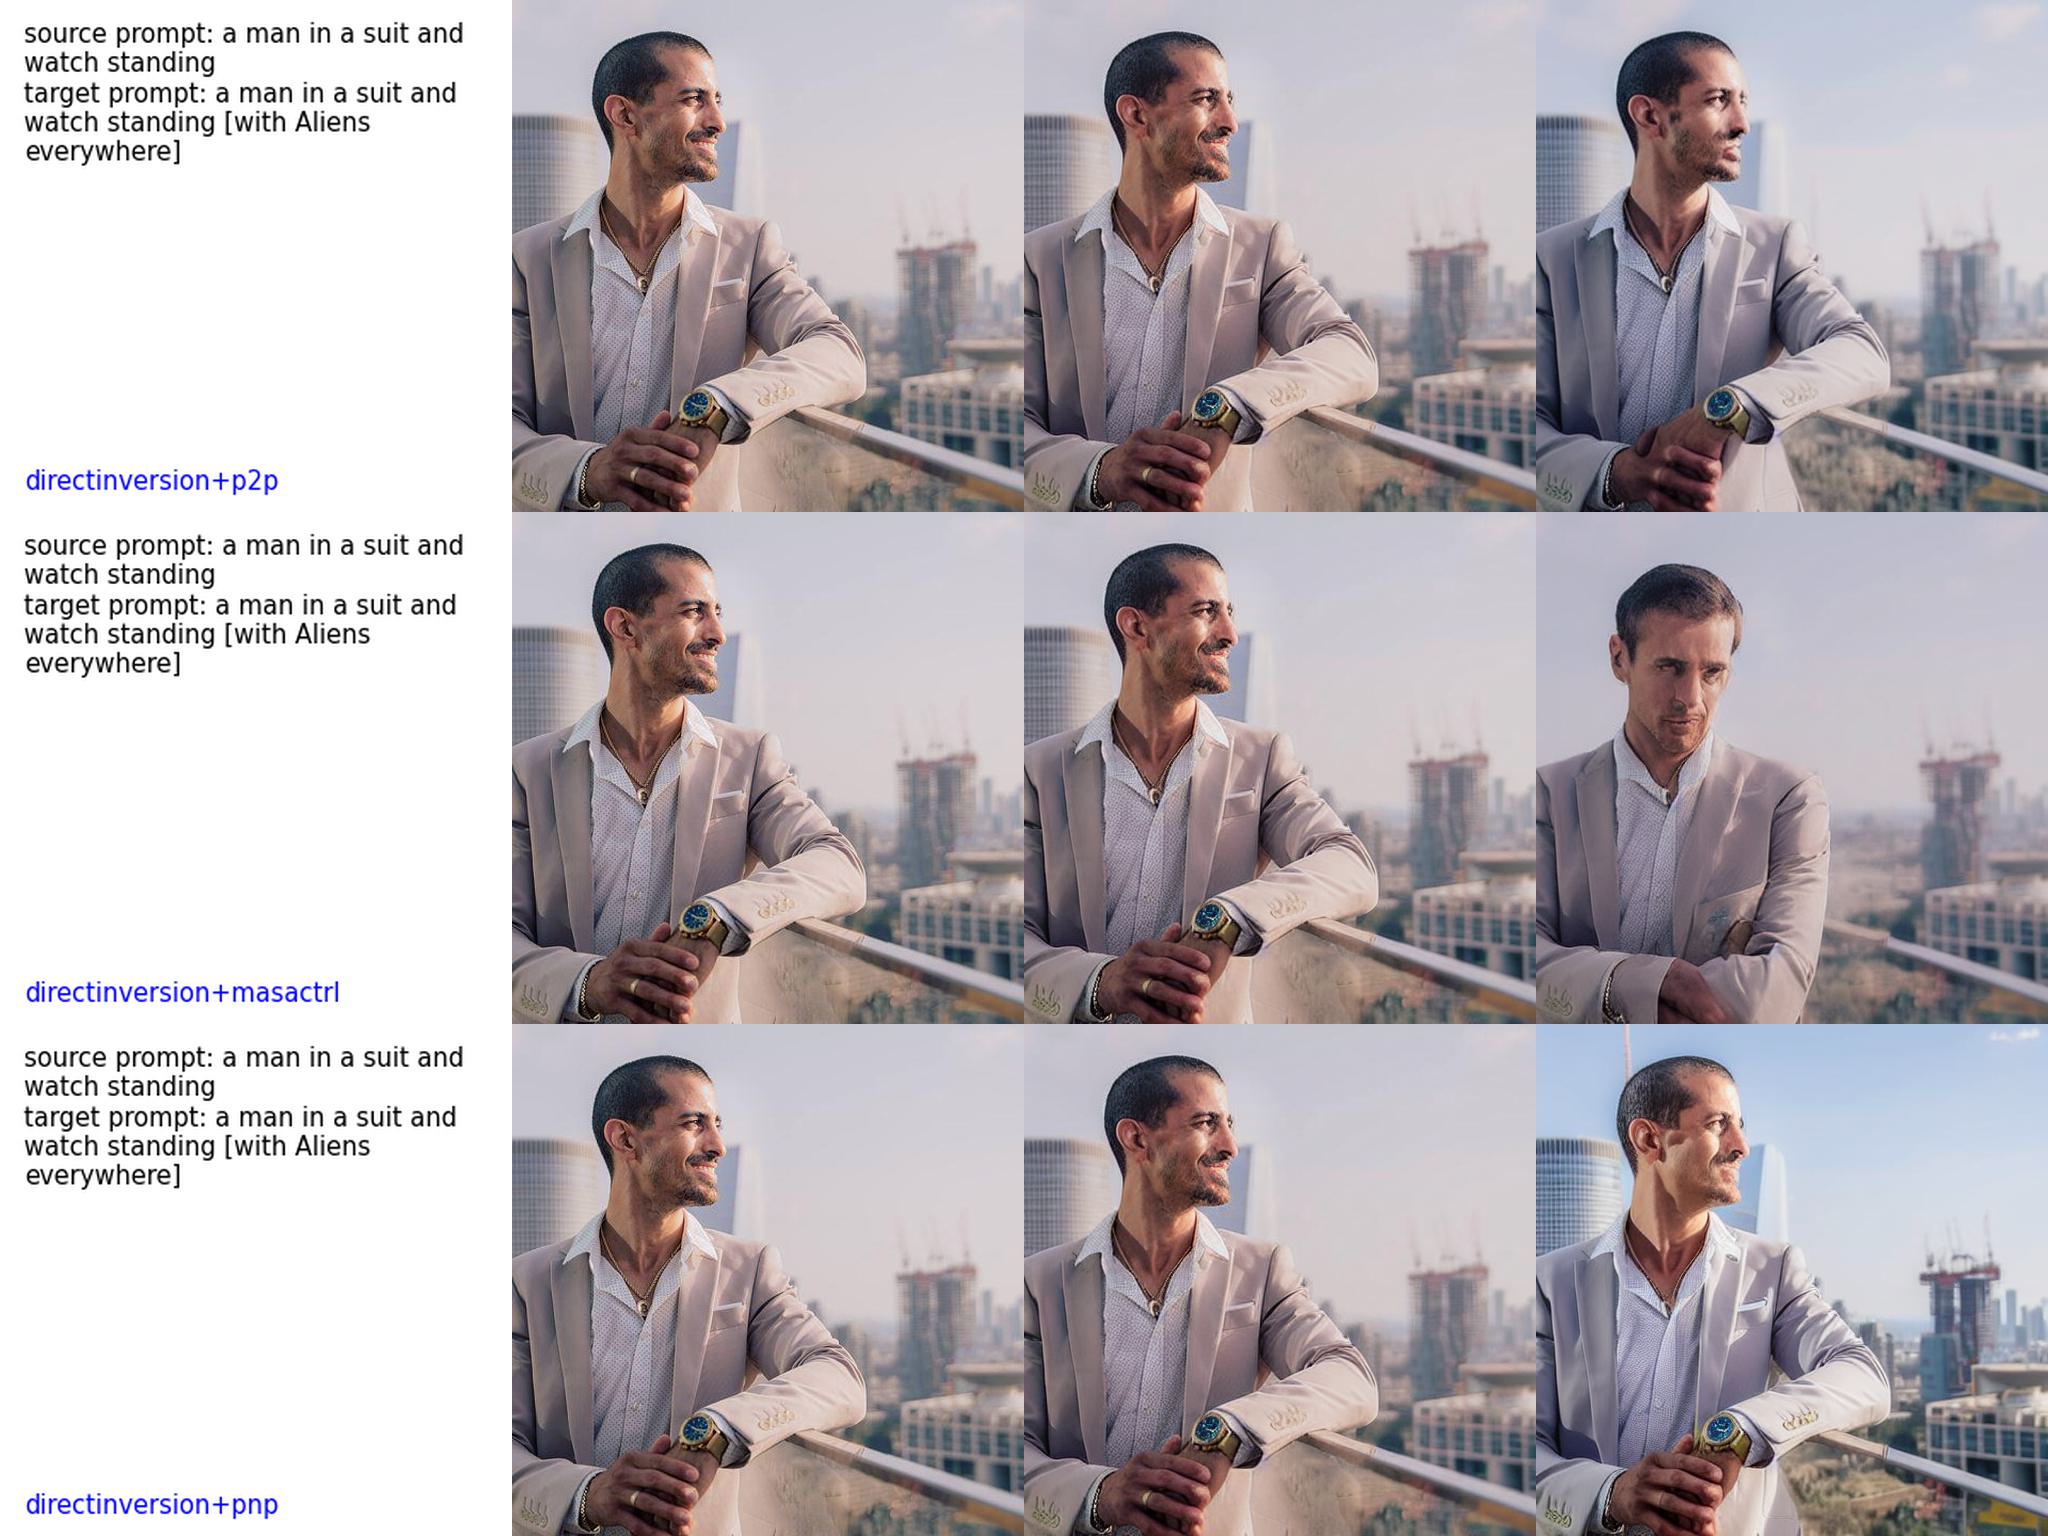 source prompt: a man in a suit and
watch standing
target prompt: a man in a suit and
watch standing [with Aliens
everywhere]
directinversion+p2p
source prompt: a man in a suit and
watch standing
target prompt: a man in a suit and
watch standing [with Aliens
everywhere]
directinversion+masactrl
source prompt: a man in a suit and
watch standing
target prompt: a man in a suit and
watch standing [with Aliens
everywhere]
directinversion+pnp